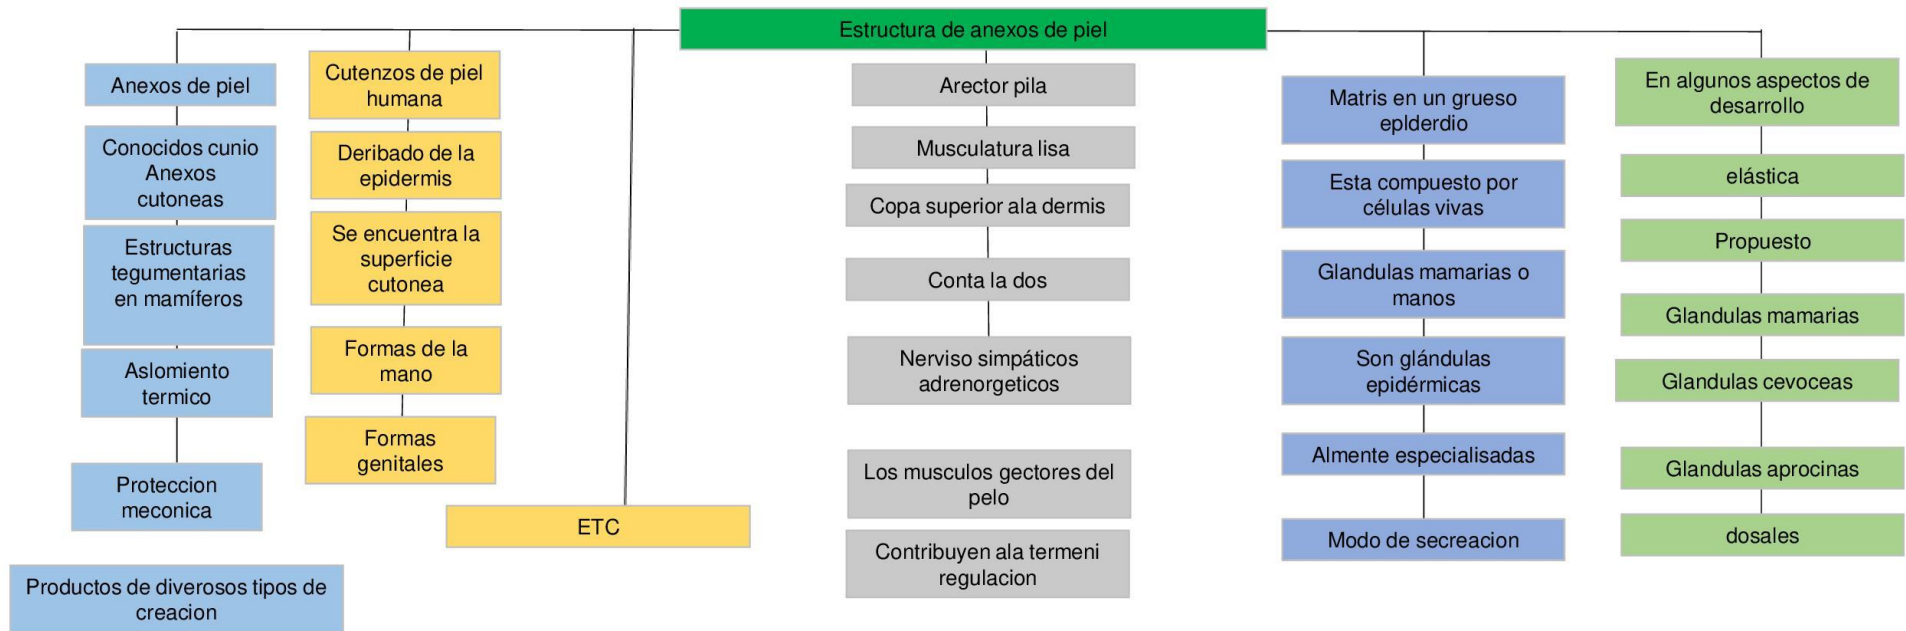 Estructura de anexos de piel
Anexos de piel
Conocidos cunio
Anexos
cutoneas
Estructuras
tegumentarias
en mamíferos
Aslomiento
termico
Proteccion
meconica
Productos de diverosos tipos de
creacion
Cutenzos de piel
humana
Deribado de la
epidermis
Se encuentra la
superficie
cutonea
Formas de la
mano
Formas
genitales
ETC
Arector pila
Musculatura lisa
Copa superior ala dermis
Conta la dos
Nerviso simpáticos
adrenorgeticos
Los musculos gectores del
pelo
Contribuyen ala termeni
regulacion
Matris en un grueso
eplderdio
Esta compuesto por
células vivas
Glandulas mamarias o
manos
Son glándulas
epidérmicas
Almente especialisadas
Modo de secreacion
En algunos aspectos de
desarrollo
elástica
Propuesto
Glandulas mamarias
Glandulas cevoceas
Glandulas aprocinas
dosales